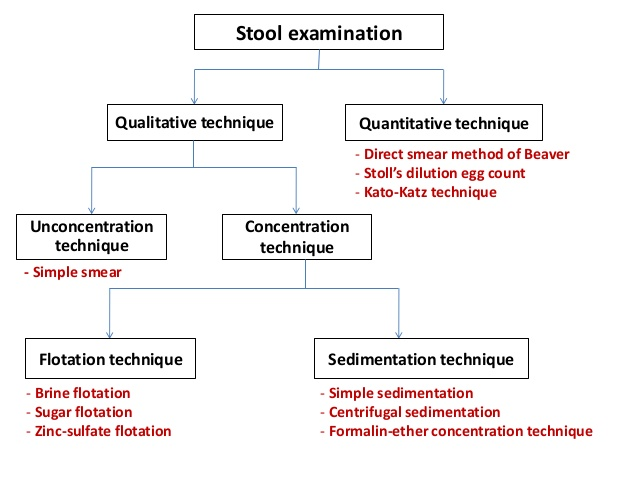 Stool examination
Qualitative technique
Quantitative technique
- Direct smear method of Beaver
- Stoll's dilution egg count
- Kato-Katz technique
Unconcentration
technique
- Simple smear
Concentration
technique
Flotation technique
- Brine flotation
- Sugar flotation
- Zinc-sulfate flotation
Sedimentation technique
- Simple sedimentation
- Centrifugal sedimentation
- Formalin-ether concentration technique